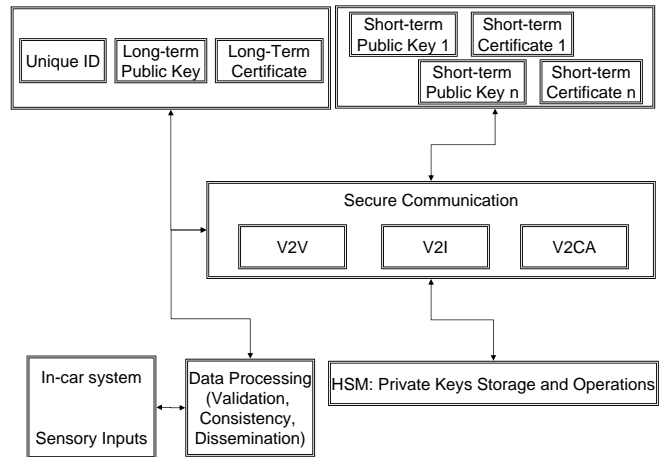 Unique ID
Long-term
Public Key
Long-Term
Certificate
Short-term
Public Key 1
Short-term
Certificate 1
Short-term
Public Key n
Short-term
Certificate n
Secure Communication
V2V
V2I
V2CA
In-car system
Sensory Inputs
Data Processing
(Validation,
Consistency,
Dissemination)
HSM: Private Keys Storage and Operations